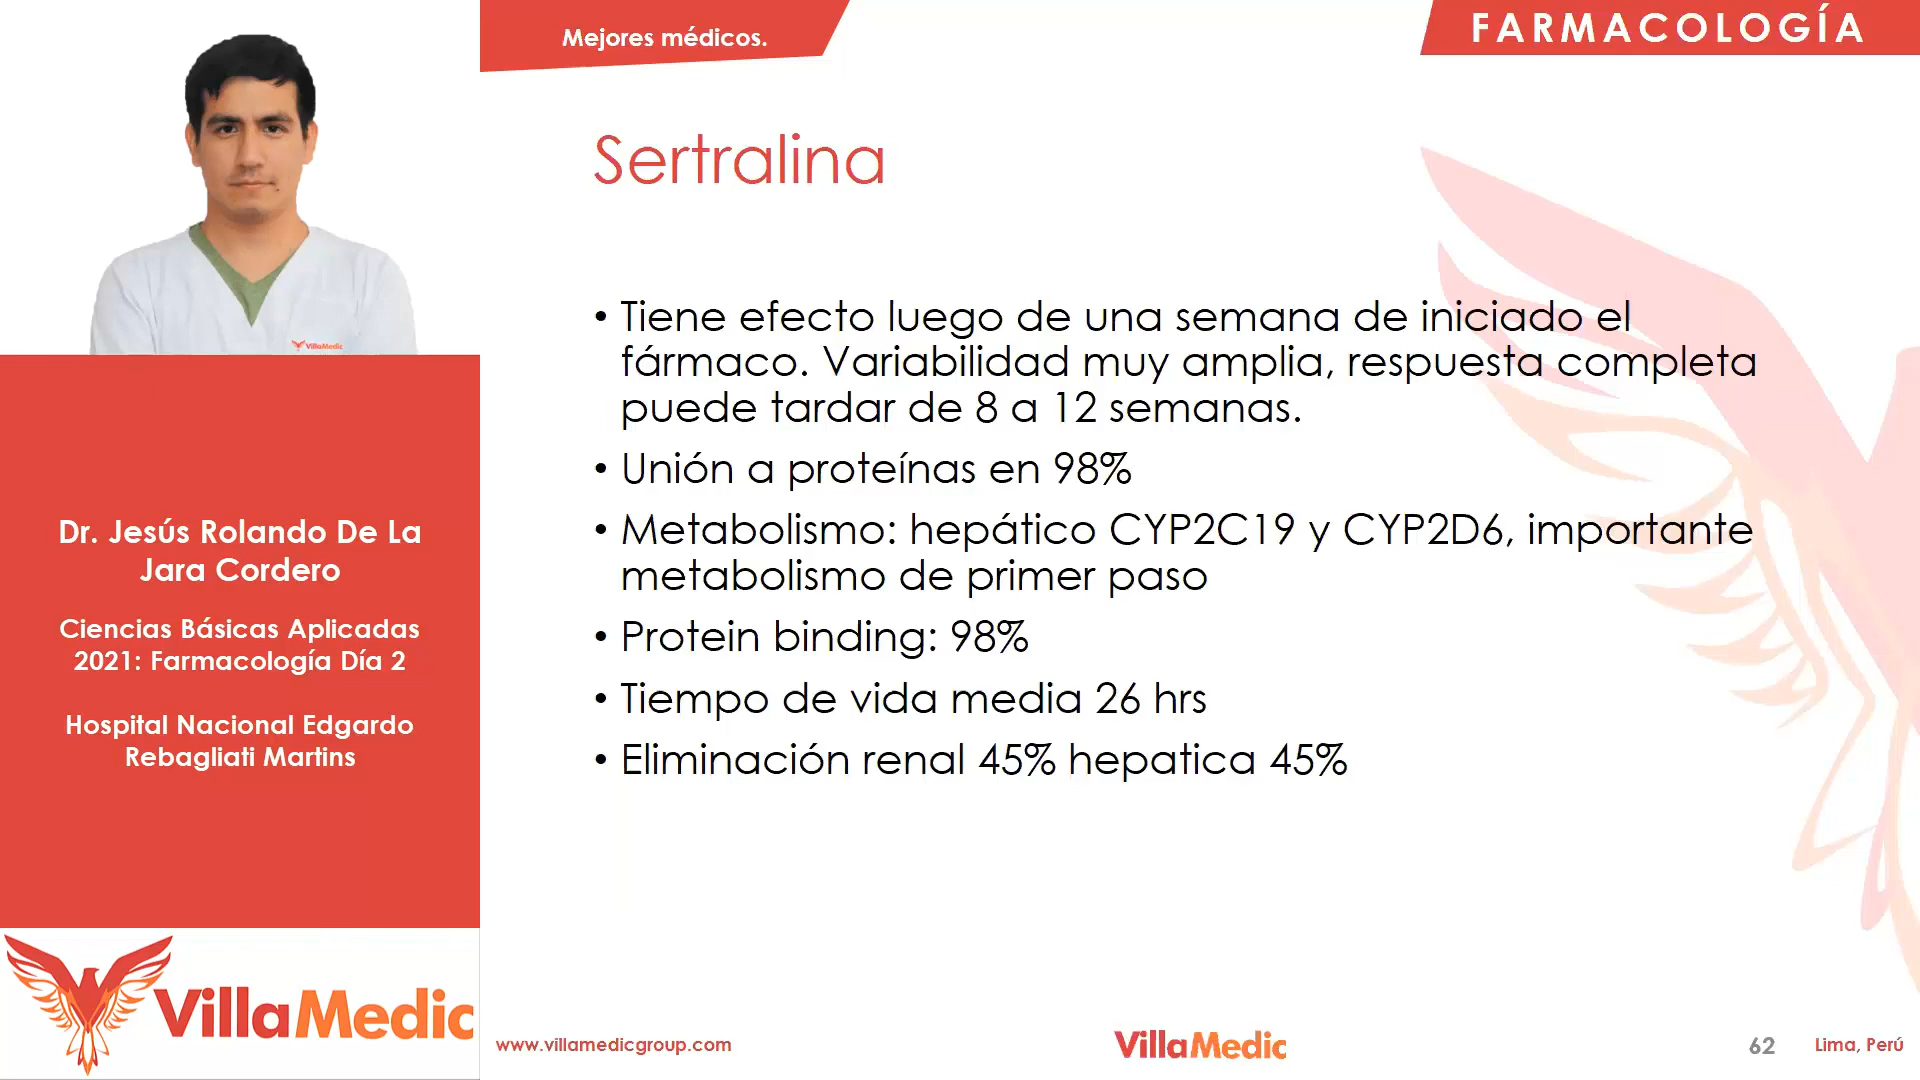 Mejores médicos.
FARMACOLOGÍA
Sertralina
• Tiene efecto luego de una semana de iniciado el
fármaco. Variabilidad muy amplia, respuesta completa
puede tardar de 8 a 12 semanas.
• Unión a proteínas en 98%
• Metabolismo: hepático CYP2C19 y CYP2D6, importante
metabolismo de primer paso
• Protein binding: 98%
• Tiempo de vida media 26 hrs
• Eliminación renal 45% hepatica 45%
VillaMedic
Dr. Jesús Rolando De La
Jara Cordero
Ciencias Básicas Aplicadas
2021: Farmacología Día 2
Hospital Nacional Edgardo
Rebagliati Martins
VillaMedic
www.villamedicgroup.com
VillaMedic
62
Lima, Perú